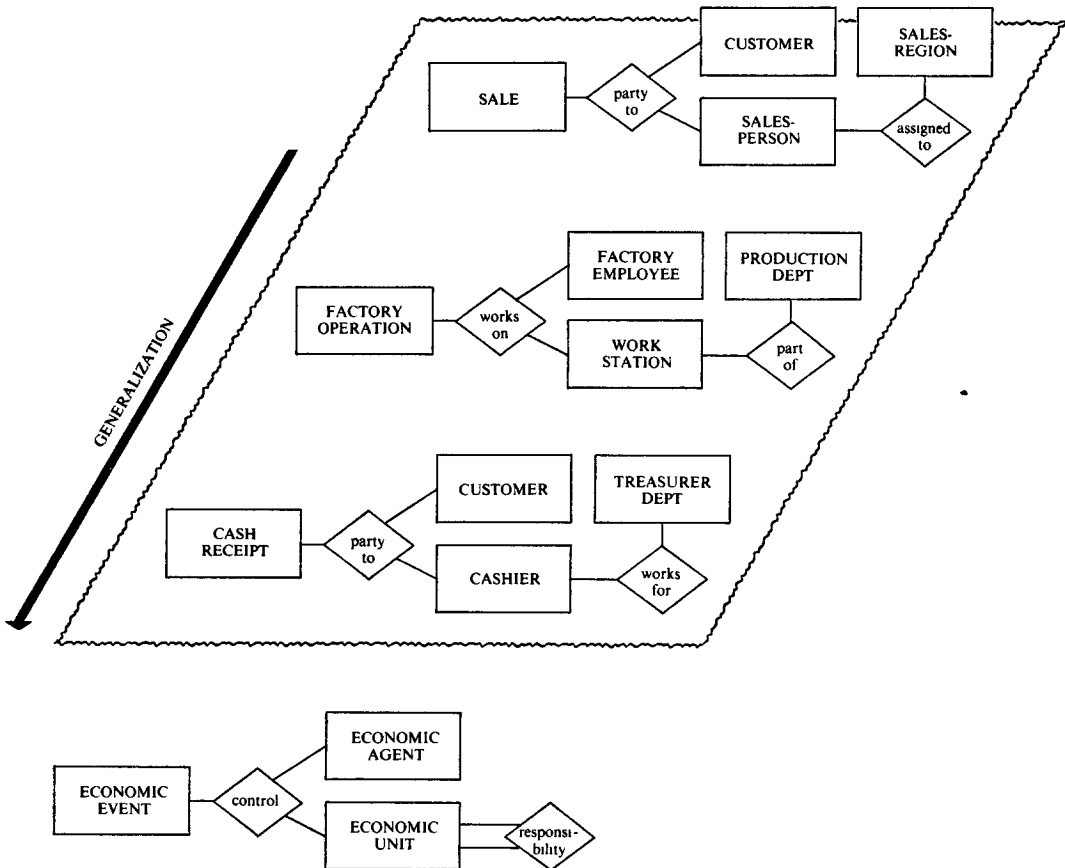 CUSTOMER
SALES-
REGION
SALE
party
to
SALES-
PERSON
assigned
to
GENERALIZATION
FACTORY
OPERATION
works
on
FACTORY
EMPLOYEE
PRODUCTION
DEPT
WORK
STATION
part
of
CASH
RECEIPT
party
to
CUSTOMER
TREASURER
DEPT
CASHIER
works
for
ECONOMIC
EVENT
control
ECONOMIC
AGENT
ECONOMIC
UNIT
responsi-
bility